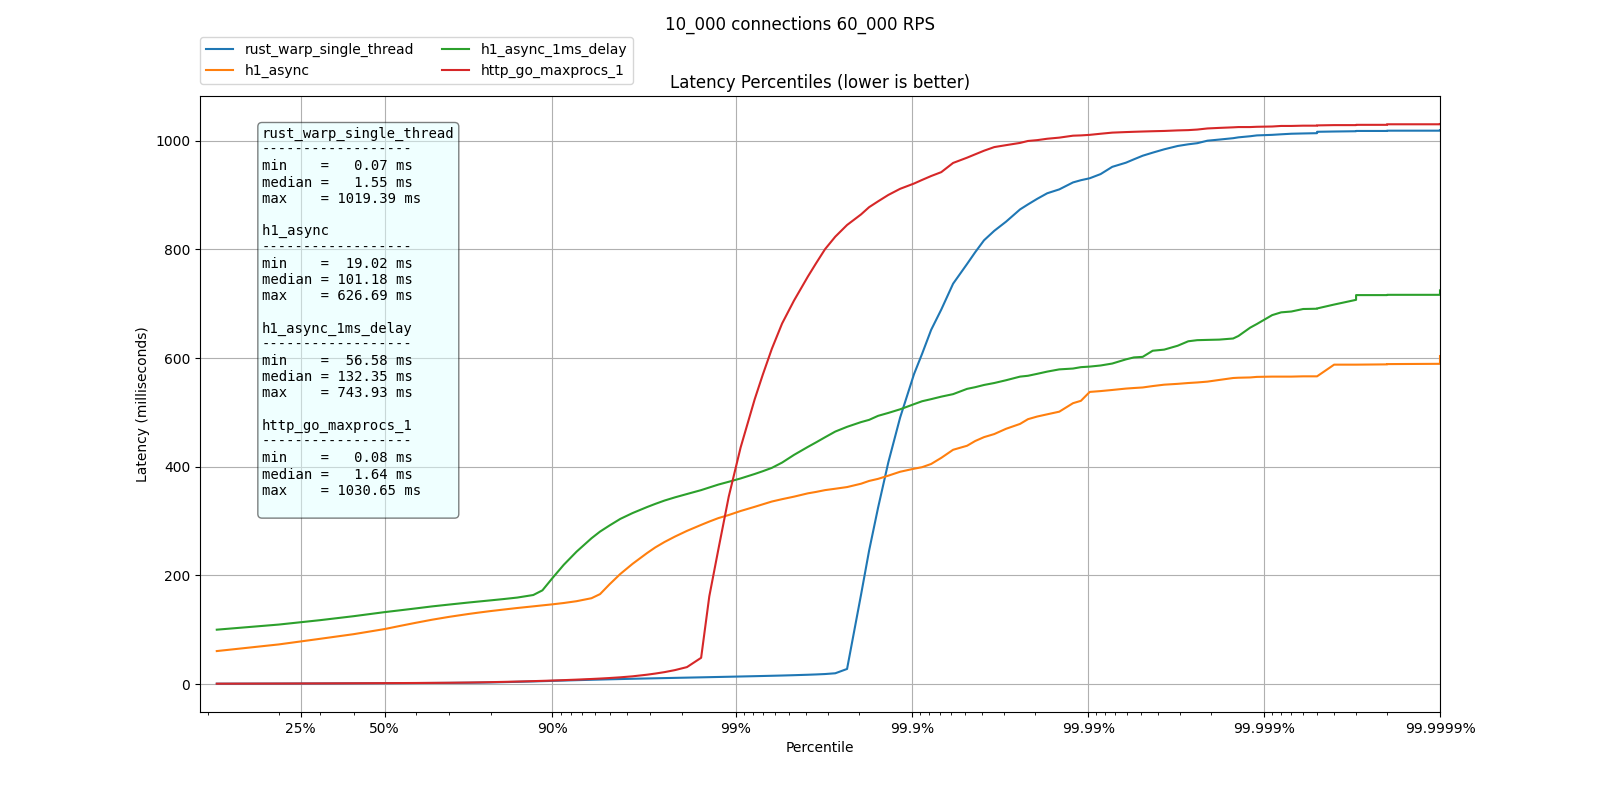 10_000 connections 60_000 RPS
rust_warp_single_thread h1_async_1ms_delay
h1_async http_go_maxprocs_1
Latency Percentiles (lower is better)
rust_warp_single_thread
------------------
min    =   0.07 ms
median =   1.55 ms
max    = 1019.39 ms
h1_async
------------------
min    =  19.02 ms
median = 101.18 ms
max    = 626.69 ms
h1_async_1ms_delay
------------------
min    =  56.58 ms
median = 132.35 ms
max    = 743.93 ms
http_go_maxprocs_1
------------------
min    =   0.08 ms
median =   1.64 ms
max    = 1030.65 ms
1000
800
600
400
200
0
Latency (milliseconds)
25% 50% 90% 99% 99.9% 99.99% 99.999% 99.9999%
Percentile